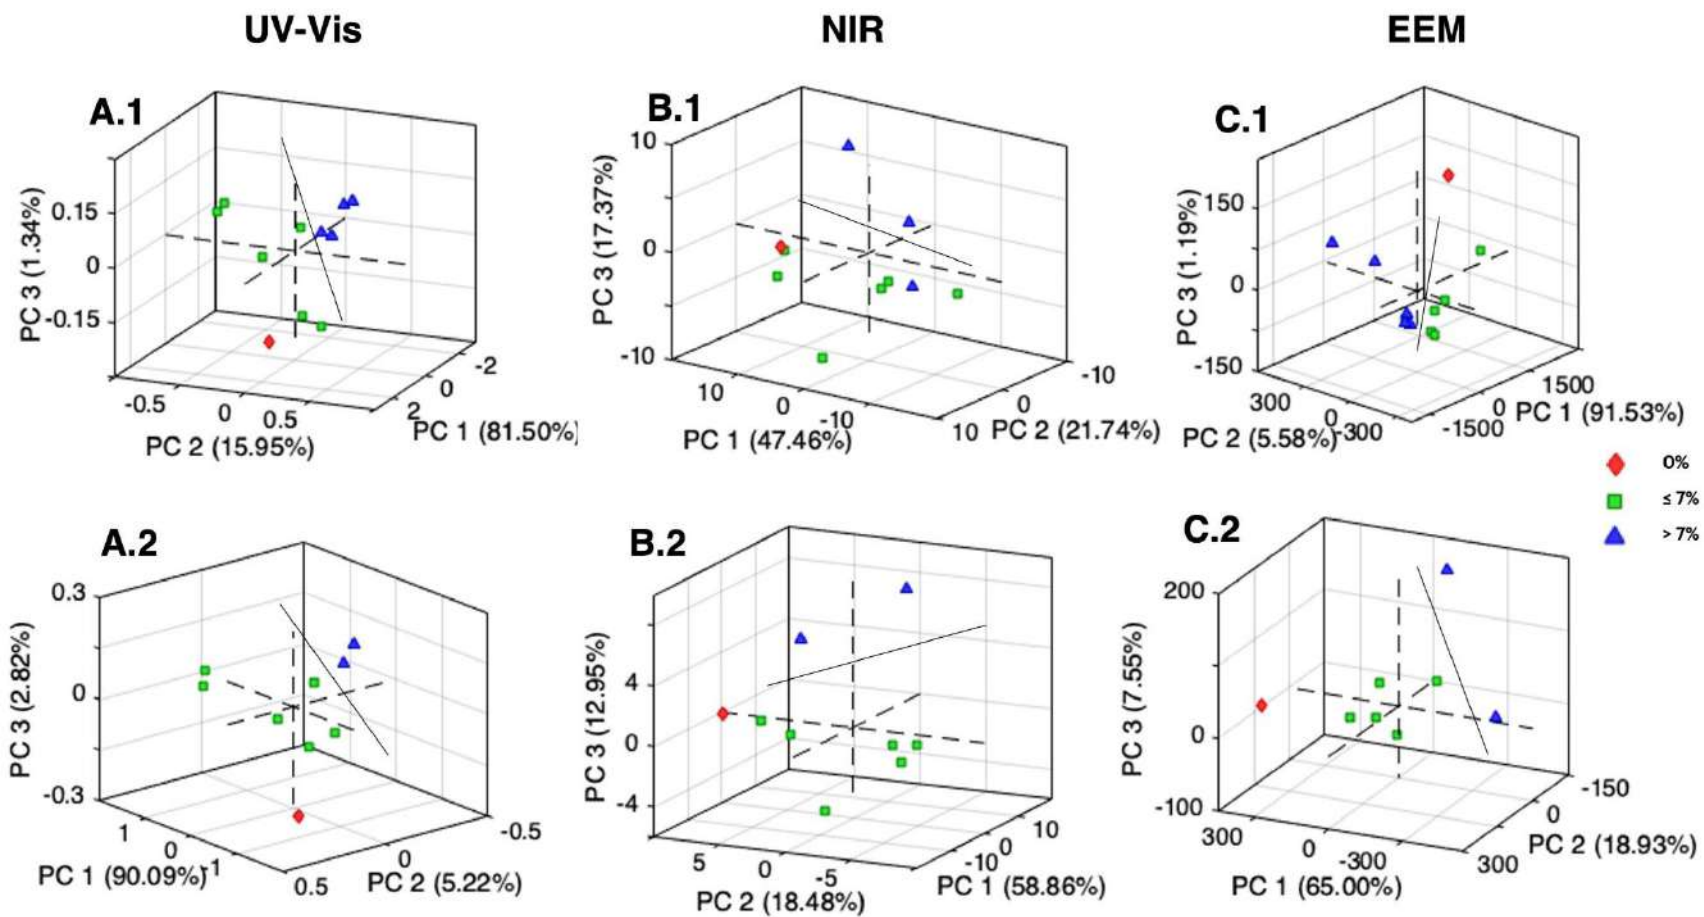 UV-Vis
NIR
EEM
A.1
PC 3 (1.34%)
0.15
0
-0.15
-0.5
0
0.5
PC 2 (15.95%)
2
0
-2
PC 1 (81.50%)
B.1
PC 3 (17.37%)
10
0
-10
10
0
-10
PC 1 (47.46%)
10
0
-10
PC 2 (21.74%)
C.1
PC 3 (1.19%)
150
0
-150
300
0
-300
PC 2 (5.58%)
-1500
0
1500
PC 1 (91.53%)
0%
≤ 7%
> 7%
A.2
PC 3 (2.82%)
0.3
0
-0.3
1
0
-1
PC 1 (90.09%)
0.5
0
-0.5
PC 2 (5.22%)
B.2
PC 3 (12.95%)
4
0
-4
5
0
-5
PC 2 (18.48%)
-10
0
10
PC 1 (58.86%)
C.2
PC 3 (7.55%)
200
0
-100
300
0
-300
PC 1 (65.00%)
300
0
-150
PC 2 (18.93%)